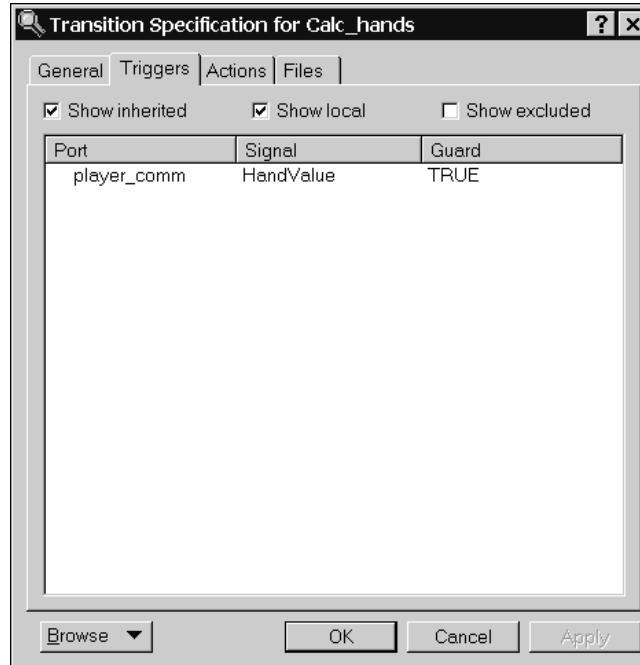 Transition Specification for Calc_hands ? x
General Triggers Actions Files
Show inherited Show local Show excluded
Port Signal Guard
player_comm HandValue TRUE
Browse OK Cancel Apply